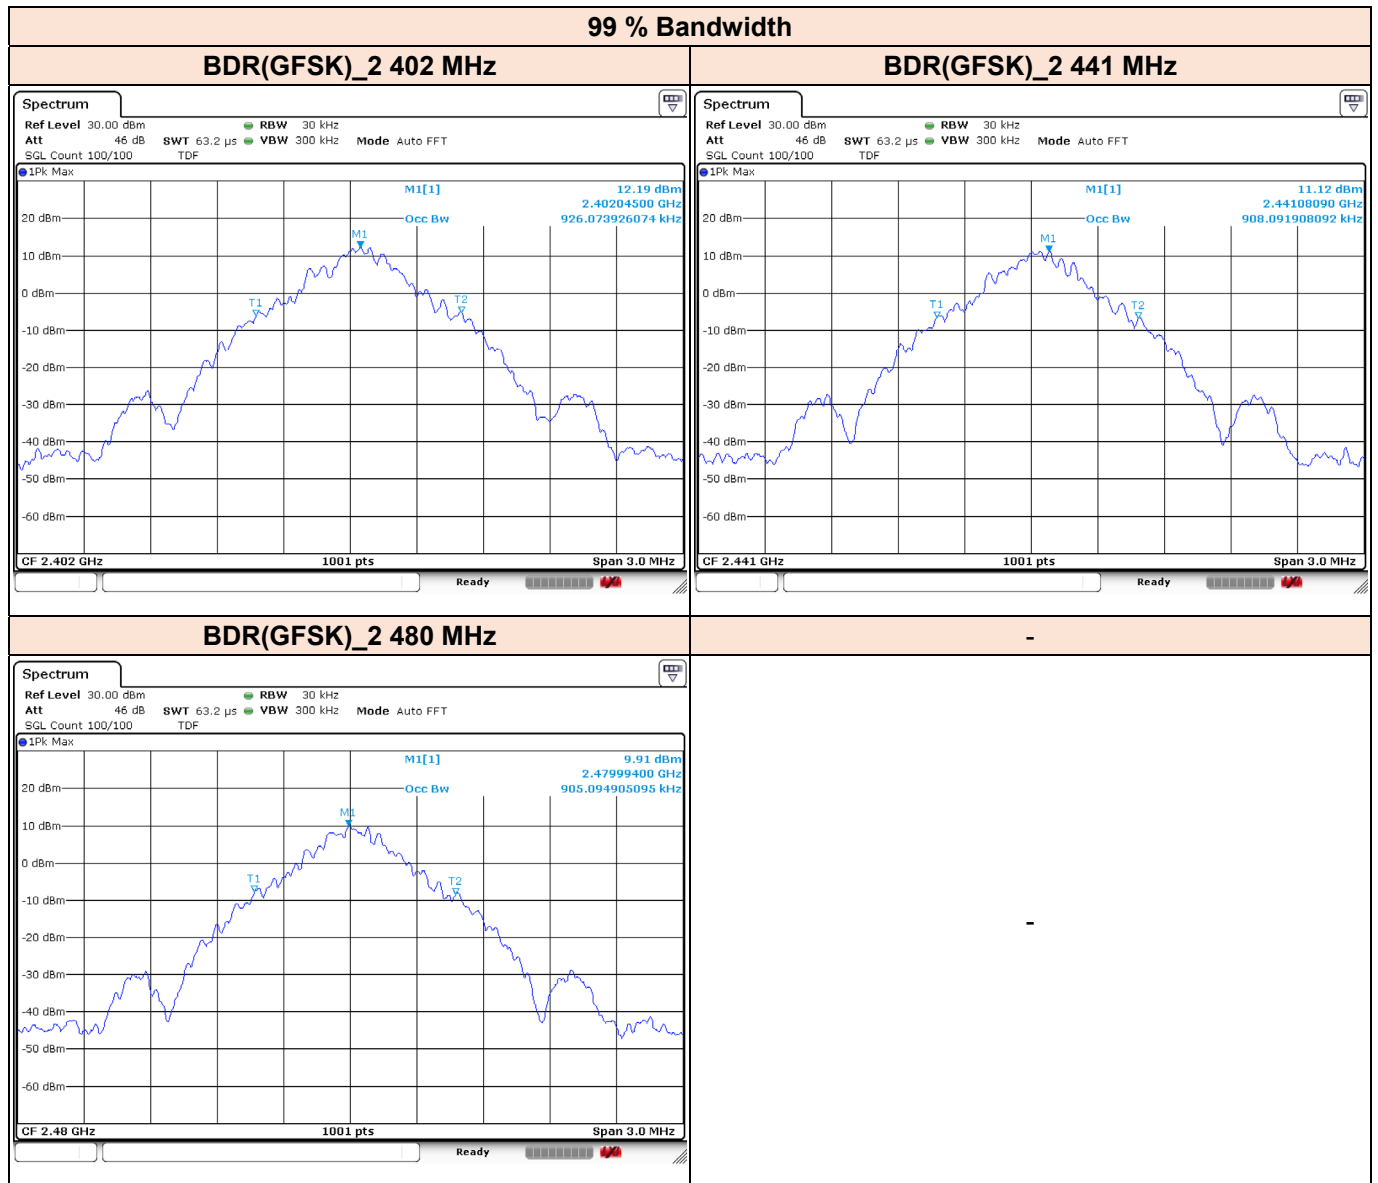 99 % Bandwidth
BDR(GFSK)_2 402 MHz
Spectrum
Ref Level 30.00 dBm RBW 30 kHz
Att 46 dB SWT 63.2 µs VBW 300 kHz Mode Auto FFT
SGL Count 100/100 TDF
1Pk Max
M1[1] 12.19 dBm
2.40204500 GHz
Occ Bw 926.073926074 kHz
20 dBm
M1
10 dBm
0 dBm
T1
T2
-10 dBm
-20 dBm
-30 dBm
-40 dBm
-50 dBm
-60 dBm
CF 2.402 GHz 1001 pts Span 3.0 MHz
Ready
BDR(GFSK)_2 441 MHz
Spectrum
Ref Level 30.00 dBm RBW 30 kHz
Att 46 dB SWT 63.2 µs VBW 300 kHz Mode Auto FFT
SGL Count 100/100 TDF
1Pk Max
M1[1] 11.12 dBm
2.44108090 GHz
Occ Bw 908.091908092 kHz
20 dBm
M1
10 dBm
0 dBm
T1
T2
-10 dBm
-20 dBm
-30 dBm
-40 dBm
-50 dBm
-60 dBm
CF 2.441 GHz 1001 pts Span 3.0 MHz
Ready
BDR(GFSK)_2 480 MHz
Spectrum
Ref Level 30.00 dBm RBW 30 kHz
Att 46 dB SWT 63.2 µs VBW 300 kHz Mode Auto FFT
SGL Count 100/100 TDF
1Pk Max
M1[1] 9.91 dBm
2.47999400 GHz
Occ Bw 905.094905095 kHz
20 dBm
M1
10 dBm
0 dBm
T1
T2
-10 dBm
-20 dBm
-30 dBm
-40 dBm
-50 dBm
-60 dBm
CF 2.48 GHz 1001 pts Span 3.0 MHz
Ready
-
-